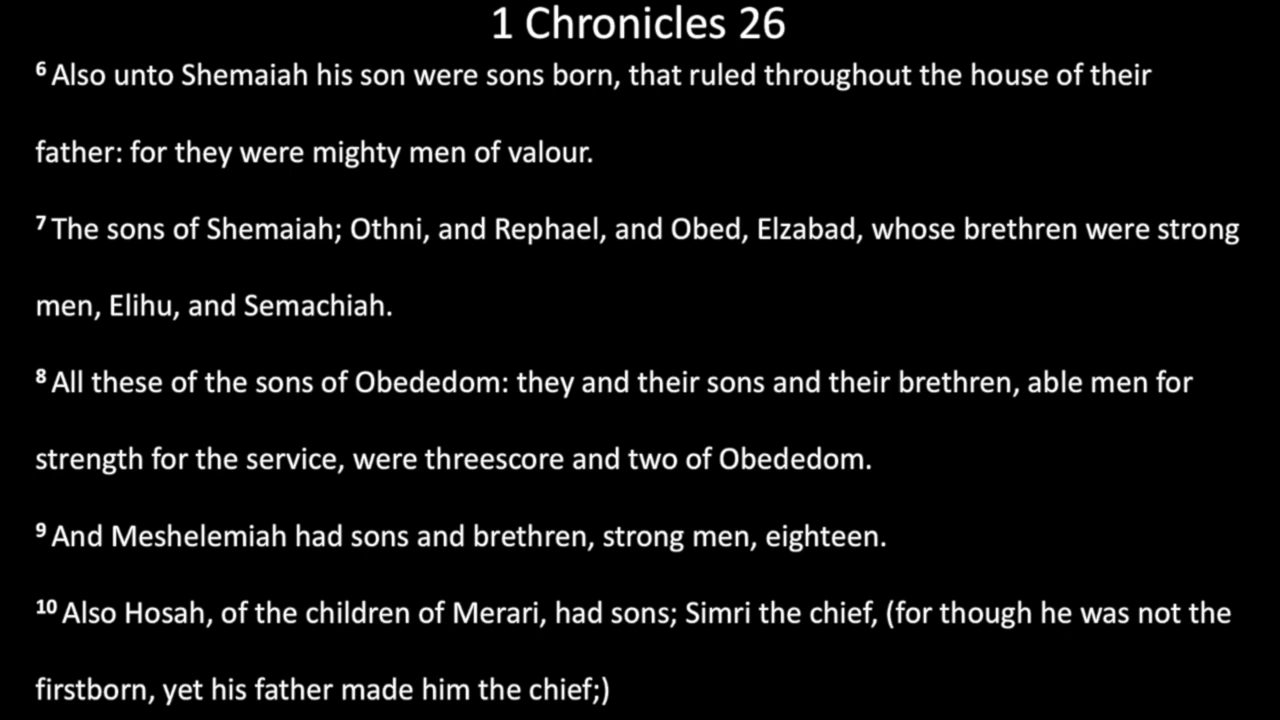 1 Chronicles 26
6 Also unto Shemaiah his son were sons born, that ruled throughout the house of their
father: for they were mighty men of valour.
7 The sons of Shemaiah; Othni, and Rephael, and Obed, Elzabad, whose brethren were strong
men, Elihu, and Semachiah.
8 All these of the sons of Obededom: they and their sons and their brethren, able men for
strength for the service, were threescore and two of Obededom.
9 And Meshelemiah had sons and brethren, strong men, eighteen.
10 Also Hosah, of the children of Merari, had sons; Simri the chief, (for though he was not the
firstborn, yet his father made him the chief;)